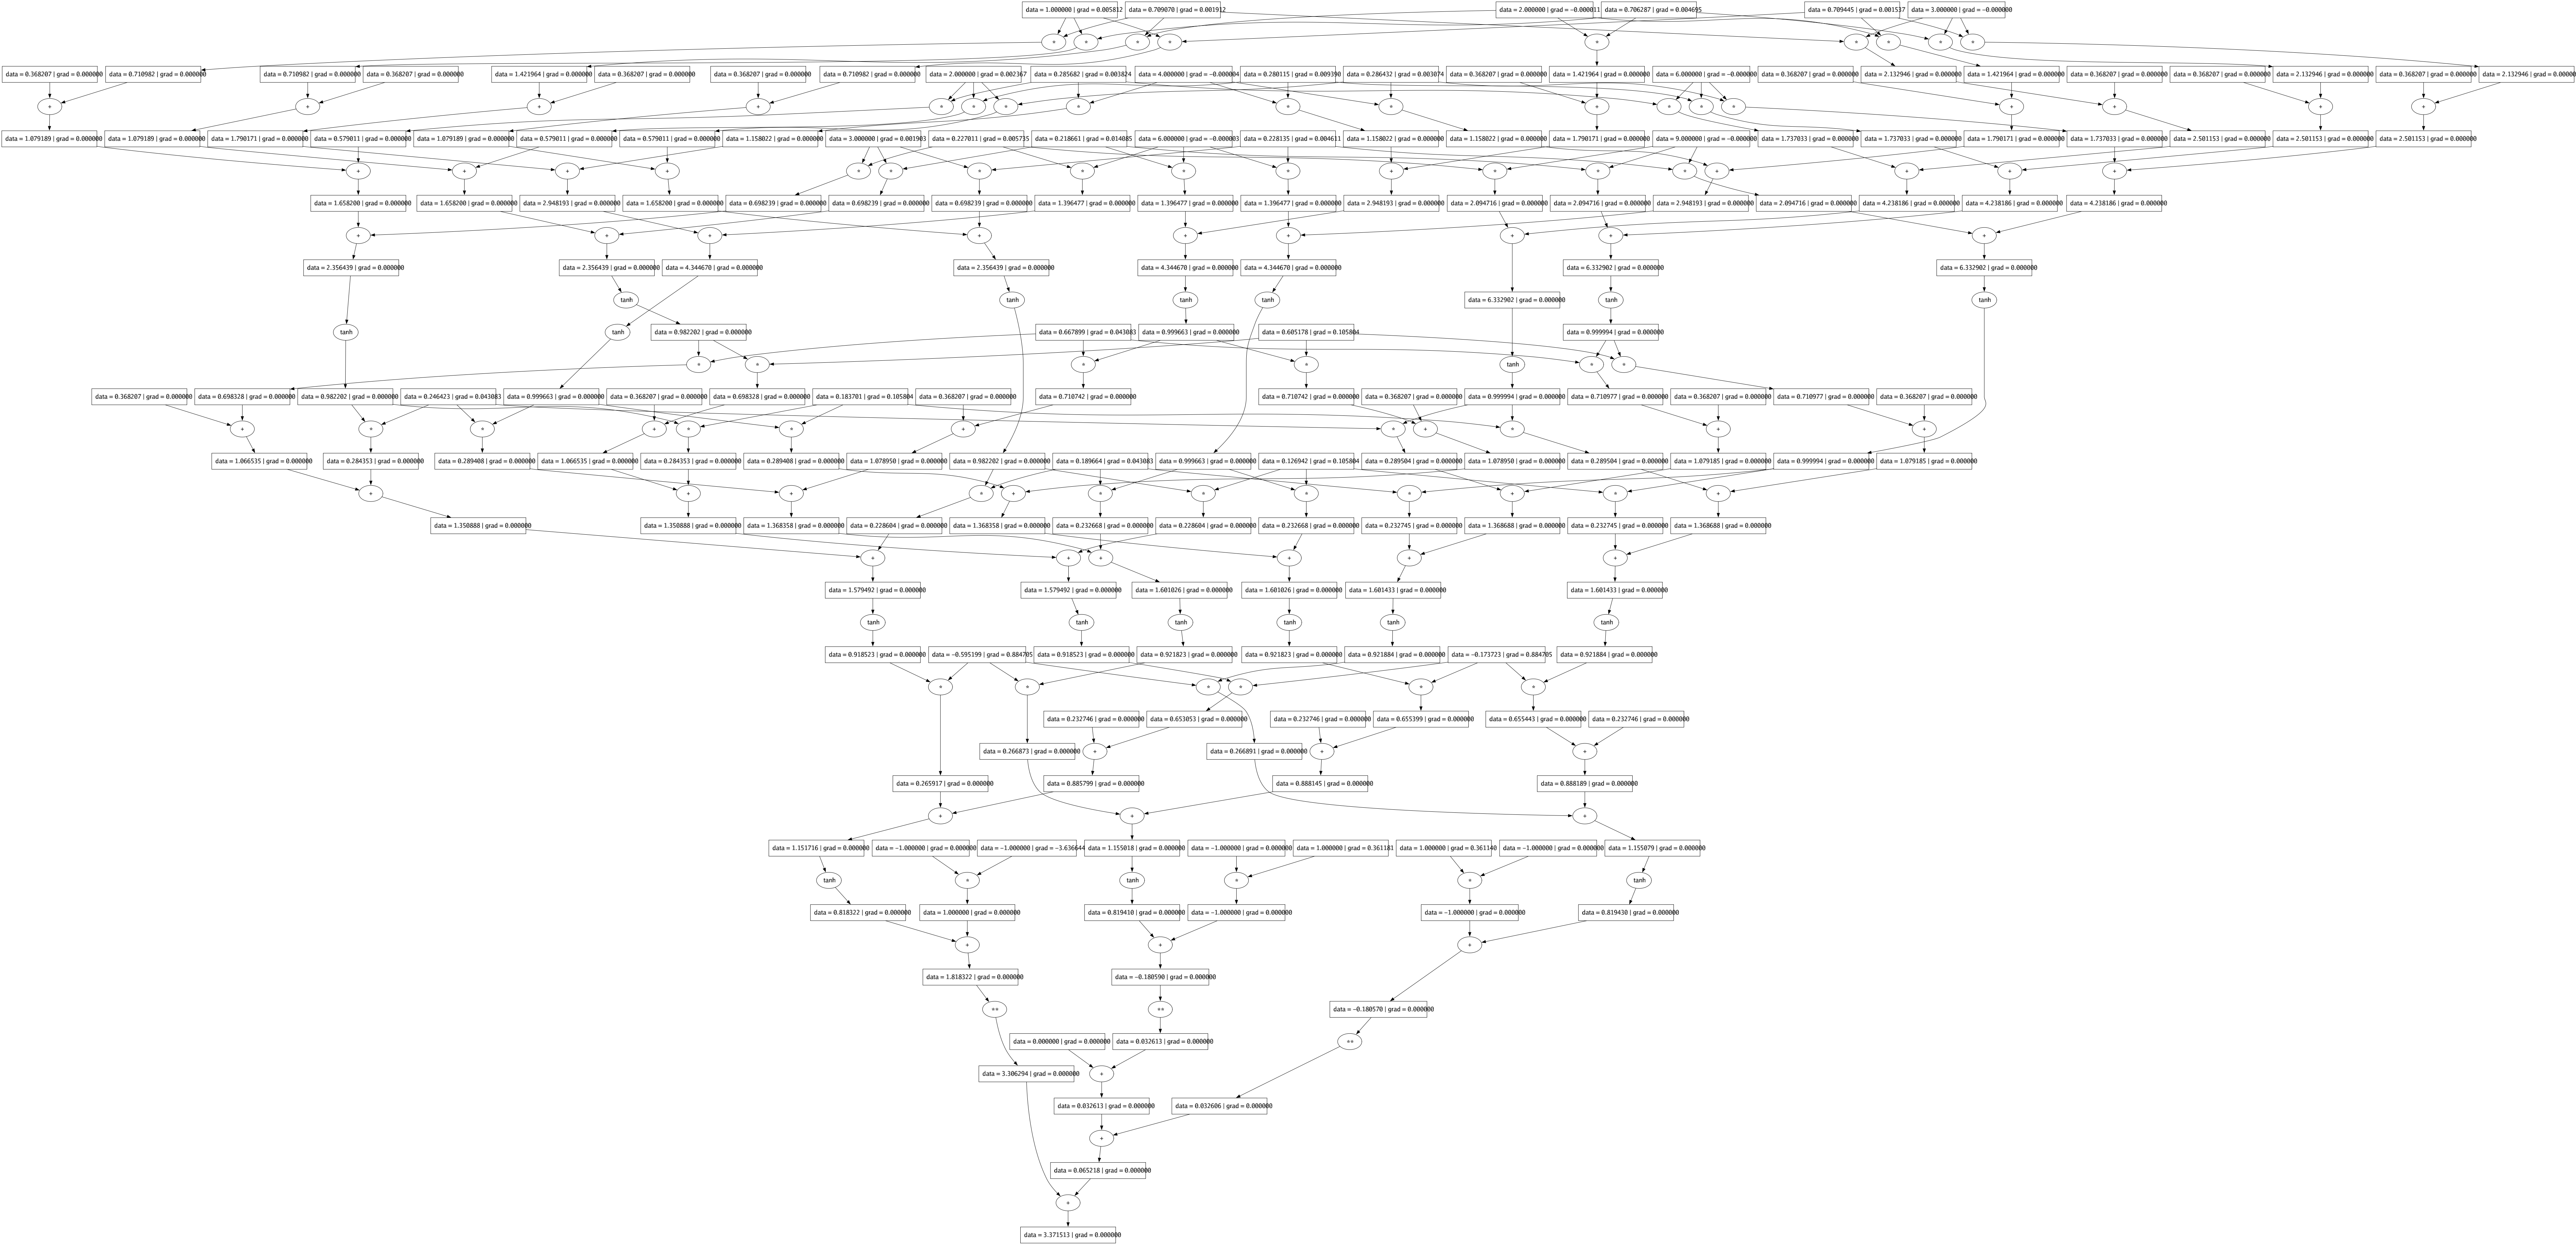 data = 1.000000 | grad = 0.005812
data = 0.709070 | grad = 0.001912
data = 2.000000 | grad = −0.000011
data = 0.706287 | grad = 0.004695
data = 0.709445 | grad = 0.001537
data = 3.000000 | grad = −0.000000
+
*
*
*
*
*
*
*
*
data = 0.368207 | grad = 0.000000
data = 0.710982 | grad = 0.000000
data = 0.710982 | grad = 0.000000
data = 0.368207 | grad = 0.000000
data = 1.421964 | grad = 0.000000
data = 0.368207 | grad = 0.000000
data = 0.368207 | grad = 0.000000
data = 0.710982 | grad = 0.000000
data = 2.000000 | grad = 0.002367
data = 0.285682 | grad = 0.003824
data = 4.000000 | grad = −0.000004
data = 0.280115 | grad = 0.009390
data = 0.286432 | grad = 0.003074
data = 0.368207 | grad = 0.000000
data = 1.421964 | grad = 0.000000
data = 6.000000 | grad = −0.000000
data = 0.368207 | grad = 0.000000
data = 2.132946 | grad = 0.000000
data = 1.421964 | grad = 0.000000
data = 0.368207 | grad = 0.000000
data = 0.368207 | grad = 0.000000
data = 2.132946 | grad = 0.000000
data = 0.368207 | grad = 0.000000
data = 2.132946 | grad = 0.000000
data = 1.079189 | grad = 0.000000
data = 1.079189 | grad = 0.000000
data = 1.790171 | grad = 0.000000
data = 0.579011 | grad = 0.000000
data = 1.079189 | grad = 0.000000
data = 0.579011 | grad = 0.000000
data = 0.579011 | grad = 0.000000
data = 1.158022 | grad = 0.000000
data = 3.000000 | grad = 0.001903
data = 0.227011 | grad = 0.005735
data = 0.218661 | grad = 0.014085
data = 6.000000 | grad = −0.000003
data = 0.228135 | grad = 0.004611
data = 1.158022 | grad = 0.000000
data = 1.158022 | grad = 0.000000
data = 1.790171 | grad = 0.000000
data = 9.000000 | grad = −0.000000
data = 1.737033 | grad = 0.000000
data = 1.737033 | grad = 0.000000
data = 1.790171 | grad = 0.000000
data = 1.737033 | grad = 0.000000
data = 2.501153 | grad = 0.000000
data = 2.501153 | grad = 0.000000
data = 2.501153 | grad = 0.000000
data = 1.658200 | grad = 0.000000
data = 1.658200 | grad = 0.000000
data = 2.948193 | grad = 0.000000
data = 1.658200 | grad = 0.000000
data = 0.698239 | grad = 0.000000
data = 0.698239 | grad = 0.000000
data = 0.698239 | grad = 0.000000
data = 1.396477 | grad = 0.000000
data = 1.396477 | grad = 0.000000
data = 1.396477 | grad = 0.000000
data = 2.948193 | grad = 0.000000
data = 2.094716 | grad = 0.000000
data = 2.094716 | grad = 0.000000
data = 2.948193 | grad = 0.000000
data = 2.094716 | grad = 0.000000
data = 4.238186 | grad = 0.000000
data = 4.238186 | grad = 0.000000
data = 4.238186 | grad = 0.000000
data = 2.356439 | grad = 0.000000
data = 2.356439 | grad = 0.000000
data = 4.344670 | grad = 0.000000
data = 2.356439 | grad = 0.000000
data = 4.344670 | grad = 0.000000
data = 4.344670 | grad = 0.000000
data = 6.332902 | grad = 0.000000
data = 6.332902 | grad = 0.000000
tanh
tanh
tanh
tanh
data = 6.332902 | grad = 0.000000
tanh
tanh
tanh
tanh
data = 0.982202 | grad = 0.000000
data = 0.667899 | grad = 0.043083
data = 0.999663 | grad = 0.000000
data = 0.605178 | grad = 0.105804
data = 0.999994 | grad = 0.000000
tanh
data = 0.368207 | grad = 0.000000
data = 0.698328 | grad = 0.000000
data = 0.982202 | grad = 0.000000
data = 0.246423 | grad = 0.043083
data = 0.999663 | grad = 0.000000
data = 0.368207 | grad = 0.000000
data = 0.698328 | grad = 0.000000
data = 0.183701 | grad = 0.105804
data = 0.368207 | grad = 0.000000
data = 0.710742 | grad = 0.000000
data = 0.710742 | grad = 0.000000
data = 0.368207 | grad = 0.000000
data = 0.999994 | grad = 0.000000
data = 0.710977 | grad = 0.000000
data = 0.368207 | grad = 0.000000
data = 0.710977 | grad = 0.000000
data = 0.368207 | grad = 0.000000
data = 1.066535 | grad = 0.000000
data = 0.284353 | grad = 0.000000
data = 0.289408 | grad = 0.000000
data = 1.066535 | grad = 0.000000
data = 0.284353 | grad = 0.000000
data = 0.289408 | grad = 0.000000
data = 1.078950 | grad = 0.000000
data = 0.982202 | grad = 0.000000
data = 0.189664 | grad = 0.043083
data = 0.999663 | grad = 0.000000
data = 0.126942 | grad = 0.105804
data = 0.289504 | grad = 0.000000
data = 1.078950 | grad = 0.000000
data = 0.289504 | grad = 0.000000
data = 1.079185 | grad = 0.000000
data = 0.999994 | grad = 0.000000
data = 1.079185 | grad = 0.000000
data = 1.350888 | grad = 0.000000
data = 1.350888 | grad = 0.000000
data = 1.368358 | grad = 0.000000
data = 0.228604 | grad = 0.000000
data = 1.368358 | grad = 0.000000
data = 0.232668 | grad = 0.000000
data = 0.228604 | grad = 0.000000
data = 0.232668 | grad = 0.000000
data = 0.232745 | grad = 0.000000
data = 1.368688 | grad = 0.000000
data = 0.232745 | grad = 0.000000
data = 1.368688 | grad = 0.000000
data = 1.579492 | grad = 0.000000
data = 1.579492 | grad = 0.000000
data = 1.601026 | grad = 0.000000
data = 1.601026 | grad = 0.000000
data = 1.601433 | grad = 0.000000
data = 1.601433 | grad = 0.000000
tanh
tanh
tanh
tanh
tanh
tanh
data = 0.918523 | grad = 0.000000
data = −0.595199 | grad = 0.884705
data = 0.918523 | grad = 0.000000
data = 0.921823 | grad = 0.000000
data = 0.921823 | grad = 0.000000
data = 0.921884 | grad = 0.000000
data = −0.173723 | grad = 0.884705
data = 0.921884 | grad = 0.000000
data = 0.232746 | grad = 0.000000
data = 0.653053 | grad = 0.000000
data = 0.232746 | grad = 0.000000
data = 0.655399 | grad = 0.000000
data = 0.655443 | grad = 0.000000
data = 0.232746 | grad = 0.000000
data = 0.266873 | grad = 0.000000
data = 0.266891 | grad = 0.000000
data = 0.265917 | grad = 0.000000
data = 0.885799 | grad = 0.000000
data = 0.888145 | grad = 0.000000
data = 0.888189 | grad = 0.000000
+
+
+
data = 1.151716 | grad = 0.000000
data = −1.000000 | grad = 0.000000
data = −1.000000 | grad = −3.636644
data = 1.155018 | grad = 0.000000
data = −1.000000 | grad = 0.000000
data = 1.000000 | grad = 0.361181
data = 1.000000 | grad = 0.361140
data = −1.000000 | grad = 0.000000
data = 1.155079 | grad = 0.000000
tanh
*
tanh
*
*
tanh
data = 0.818322 | grad = 0.000000
data = 1.000000 | grad = 0.000000
data = 0.819410 | grad = 0.000000
data = −1.000000 | grad = 0.000000
data = −1.000000 | grad = 0.000000
data = 0.819430 | grad = 0.000000
+
+
+
data = 1.818322 | grad = 0.000000
data = −0.180590 | grad = 0.000000
**
**
data = −0.180570 | grad = 0.000000
data = 0.000000 | grad = 0.000000
data = 0.032613 | grad = 0.000000
**
data = 3.306294 | grad = 0.000000
+
data = 0.032613 | grad = 0.000000
data = 0.032606 | grad = 0.000000
+
data = 0.065218 | grad = 0.000000
+
data = 3.371513 | grad = 0.000000